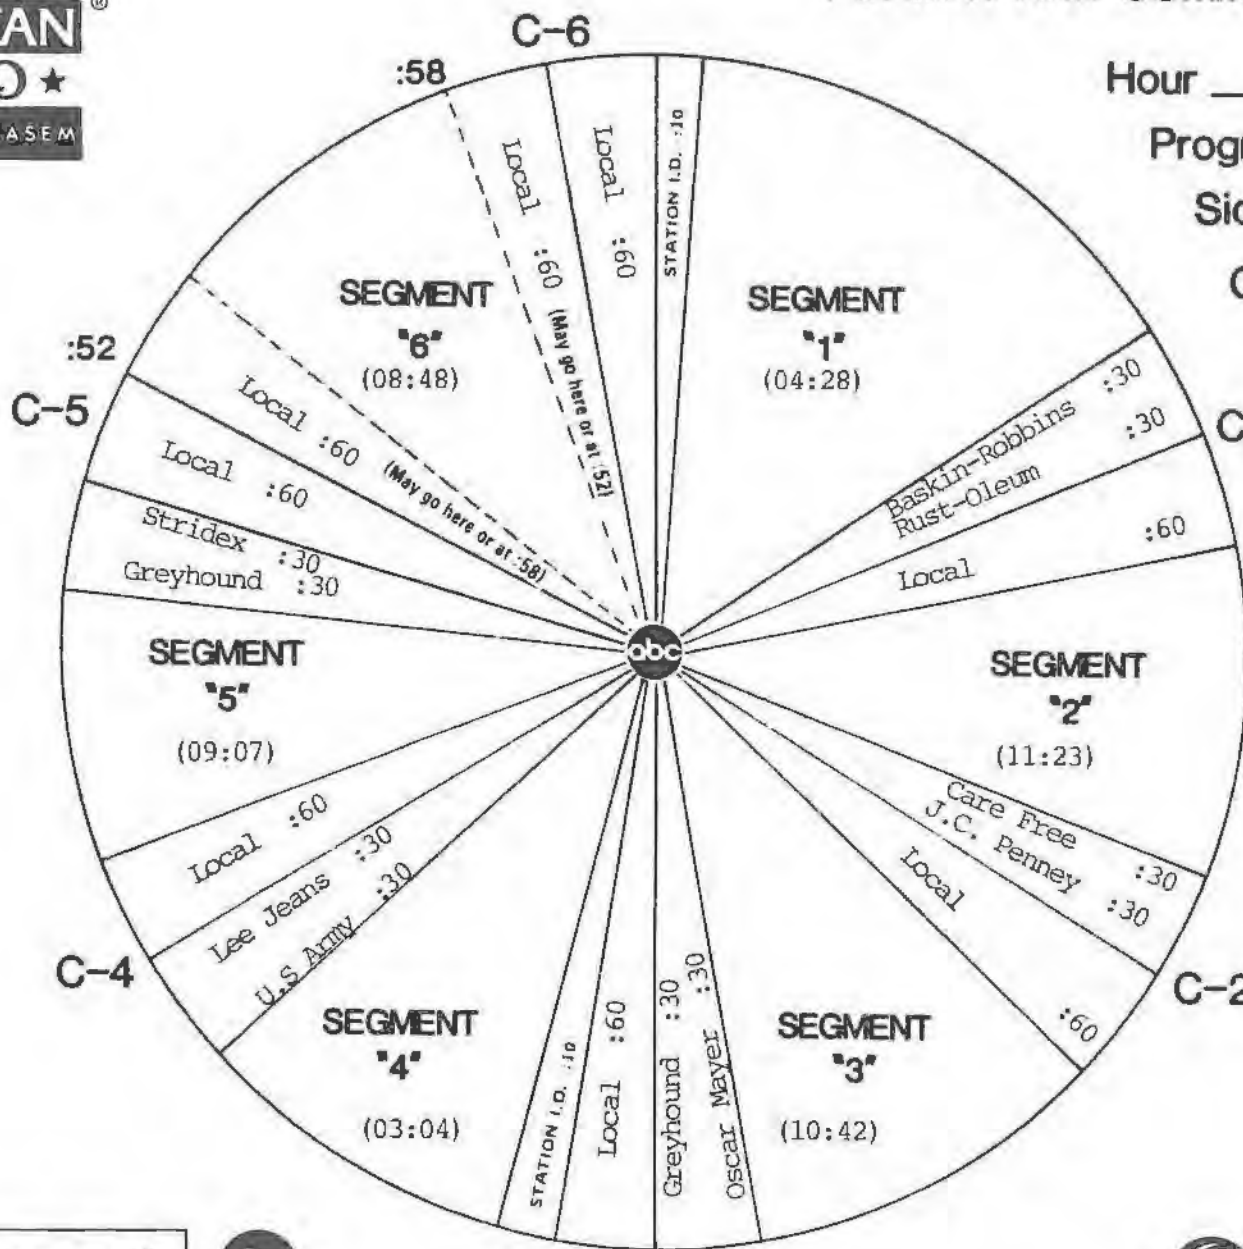 ®
ASEM
C-6
:58
Hour
STATION I.D. :10
Local :60
Local :60 (May go here or at :52)
SEGMENT
"6"
(08:48)
SEGMENT
"1"
(04:28)
:52
C-5
Local :60 (May go here or at :58)
Local :60
Stridex :30
Greyhound :30
Baskin-Robbins :30
Rust-Oleum :30
Local :60
abc
SEGMENT
"5"
(09:07)
SEGMENT
"2"
(11:23)
Care Free :30
J.C. Penney :30
Local :60
C-2
Local :60
Lee Jeans :30
U.S Army :30
C-4
SEGMENT
"4"
(03:04)
STATION I.D. :10
Local :60
Greyhound :30
Oscar Mayer :30
SEGMENT
"3"
(10:42)